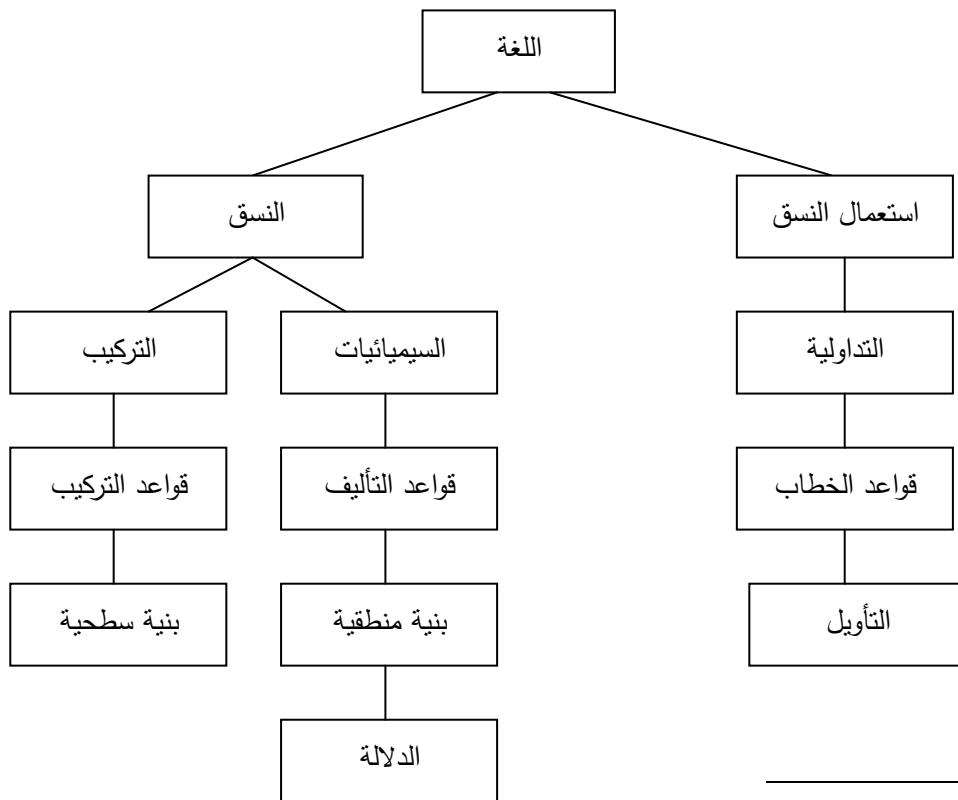 اللغة
استعمال النسق
النسق
التداولية
السيميائيات
التركيب
قواعد الخطاب
قواعد التأليف
قواعد التركيب
التأويل
بنية منطقية
بنية سطحية
الدلالة